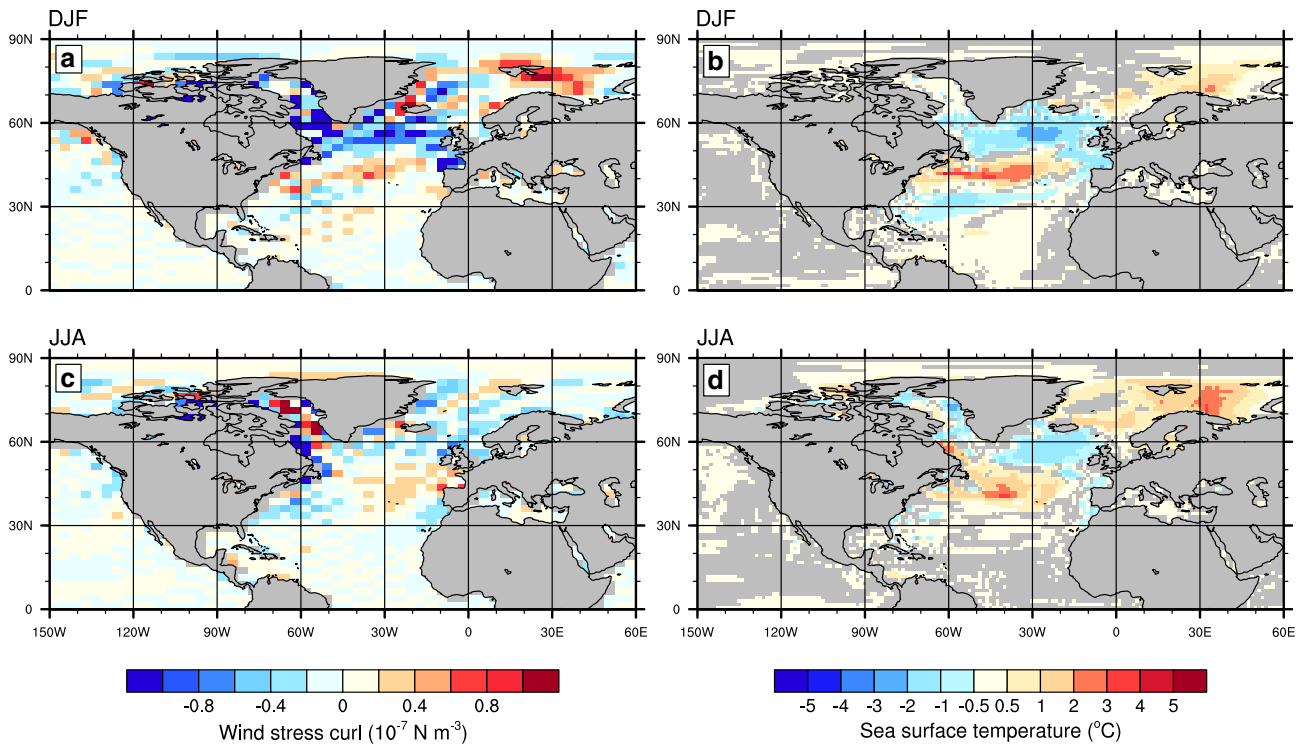 DJF
DJF
90N
60N
30N
0
a
90N
60N
30N
0
b
JJA
JJA
90N
60N
30N
0
c
90N
60N
30N
0
d
150W 120W 90W 60W 30W 0 30E 60E
150W 120W 90W 60W 30W 0 30E 60E
-0.8 -0.4 0 0.4 0.8
-5 -4 -3 -2 -1 -0.5 0.5 1 2 3 4 5
Wind stress curl (10⁻⁷ N m⁻³)
Sea surface temperature (°C)